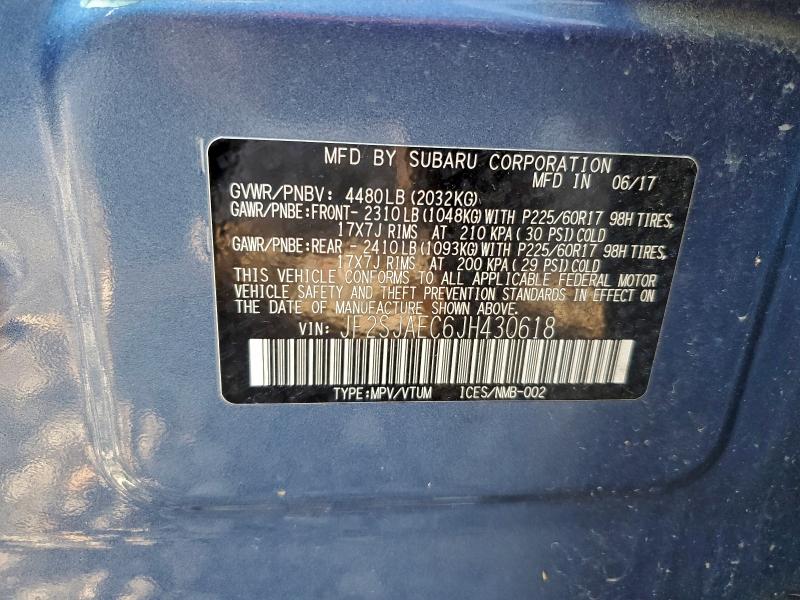 MFD BY SUBARU CORPORATION
MFD IN 06/17
GVWR/PNBV: 4480LB (2032KG)
GAWR/PNBE:FRONT- 2310LB (1048KG) WITH P225/60R17 98H TIRES,
17X7J RIMS AT 210 KPA (30 PSI) COLD
GAWR/PNBE:REAR - 2410LB (1093KG) WITH P225/60R17 98H TIRES,
17X7J RIMS AT 200 KPA (29 PSI) COLD
THIS VEHICLE CONFORMS TO ALL APPLICABLE FEDERAL MOTOR
VEHICLE SAFETY AND THEFT PREVENTION STANDARDS IN EFFECT ON
THE DATE OF MANUFACTURE SHOWN ABOVE.
VIN: JF2SJAEC6JH430618
TYPE:MPV/VTUM ICES/NMB-002